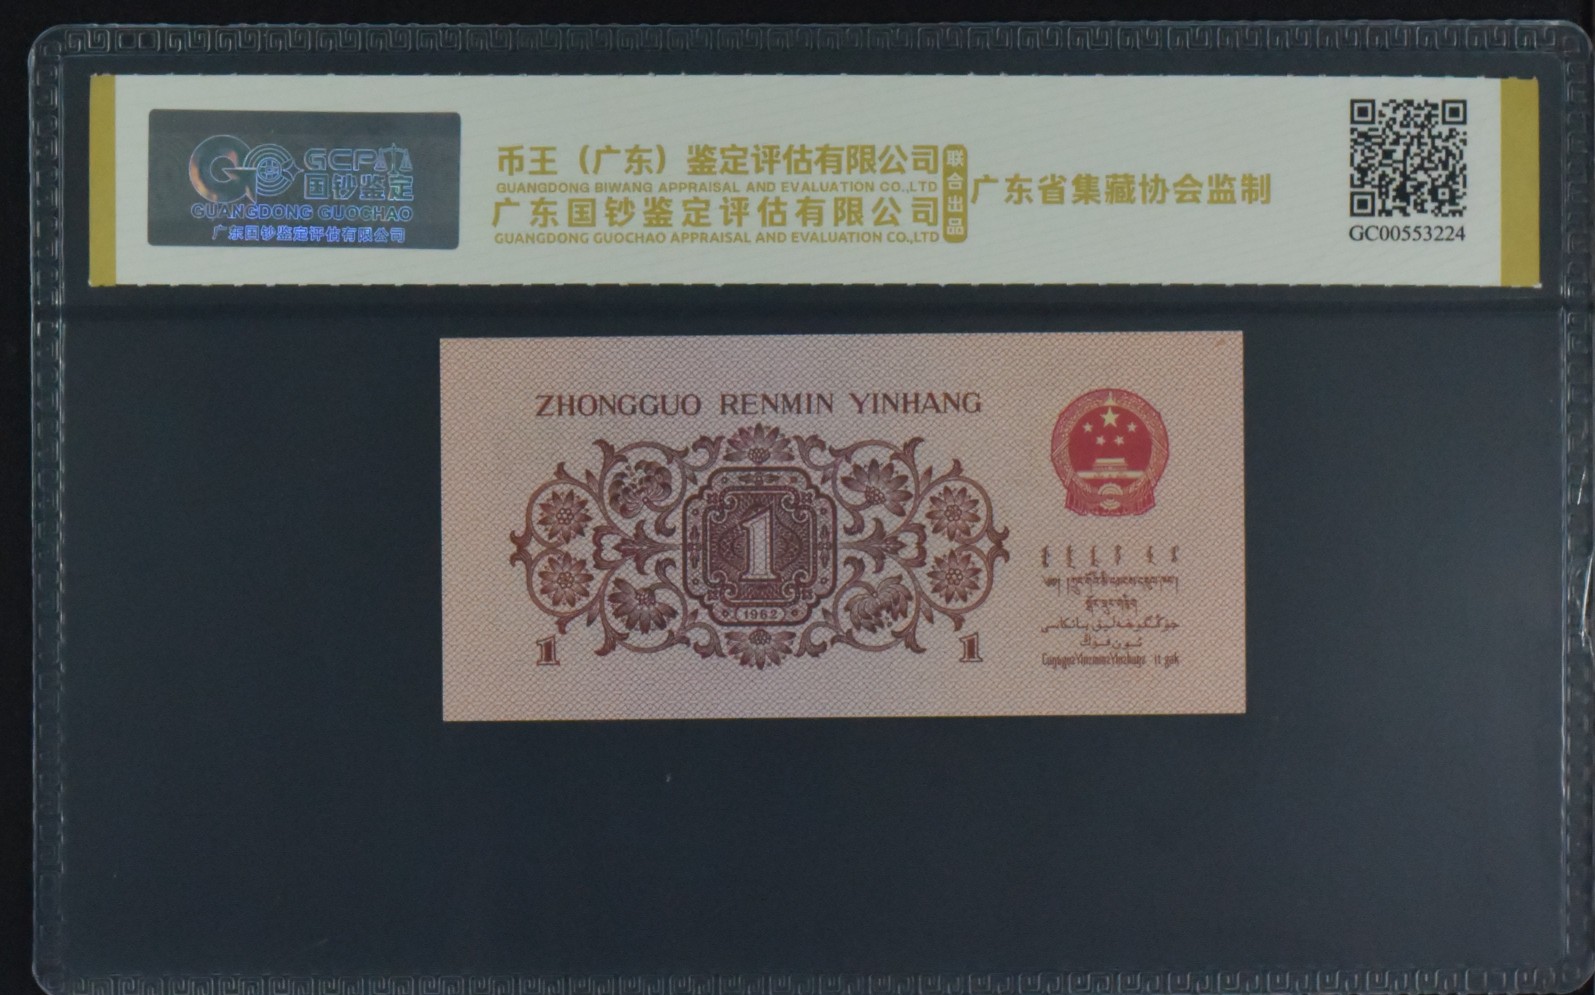 GCP
国钞鉴定
GUANGDONG GUOCHAO
广东国钞鉴定评估有限公司
币王（广东）鉴定评估有限公司
GUANGDONG BIWANG APPRAISAL AND EVALUATION CO.,LTD
广东国钞鉴定评估有限公司
GUANGDONG GUOCHAO APPRAISAL AND EVALUATION CO.,LTD
联合出品
广东省集藏协会监制
GC00553224
ZHONGGUO RENMIN YINHANG
1
(1962)
1
1